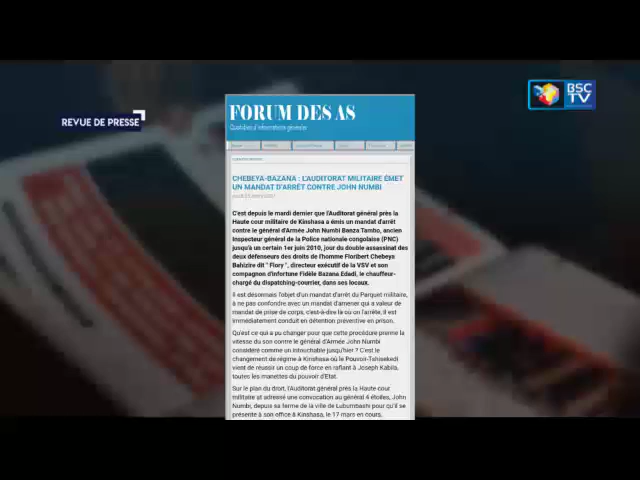 REVUE DE PRESSE
BSC
TV
FORUM DES AS
Quotidien d'informations générales
CHEBEYA-BAZANA : L'AUDITORAT MILITAIRE ÉMET
UN MANDAT D'ARRÊT CONTRE JOHN NUMBI
C'est depuis le mardi dernier que l'Auditorat général près la
Haute cour militaire de Kinshasa a émis un mandat d'arrêt
contre le général d'Armée John Numbi Banza Tambo, ancien
Inspecteur général de la Police nationale congolaise (PNC)
jusqu'à un certain 1er juin 2010, jour du double assassinat des
deux défenseurs des droits de l'homme Floribert Chebeya
Bahizire dit " Flory ", directeur exécutif de la VSV et son
compagnon d'infortune Fidèle Bazana Edadi, le chauffeur-
chargé du dispatching-courrier, dans ses locaux.
Il est désormais l'objet d'un mandat d'arrêt du Parquet militaire,
à ne pas confondre avec un mandat d'amener qui a valeur de
mandat de prise de corps, c'est-à-dire là où on l'arrête, il est
immédiatement conduit en détention préventive en prison.
Qu'est ce qui a pu changer pour que cette procédure prenne la
vitesse du son contre le général d'Armée John Numbi
considéré comme un intouchable jusqu'hier ? C'est le
changement de régime à Kinshasa où le Pouvoir-Tshisekedi
vient de réussir un coup de force en raflant à Joseph Kabila,
toutes les manettes du pouvoir d'Etat.
Sur le plan du droit, l'Auditorat général près la Haute cour
militaire a adressé une convocation au général 4 étoiles, John
Numbi, depuis sa ferme de la ville de Lubumbashi pour qu'il se
présente à son office à Kinshasa, le 17 mars en cours.